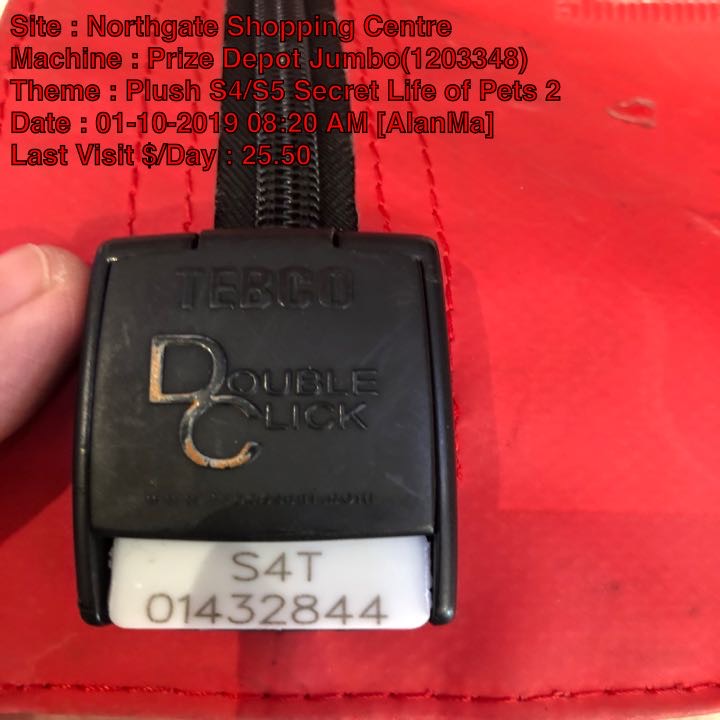 Site : Northgate Shopping Centre
Machine : Prize Depot Jumbo(1203348)
Theme : Plush S4/S5 Secret Life of Pets 2
Date : 01-10-2019 08:20 AM [AlanMa]
Last Visit $/Day : 25.50
TEBCO
DOUBLE
CLICK
S4T
01432844